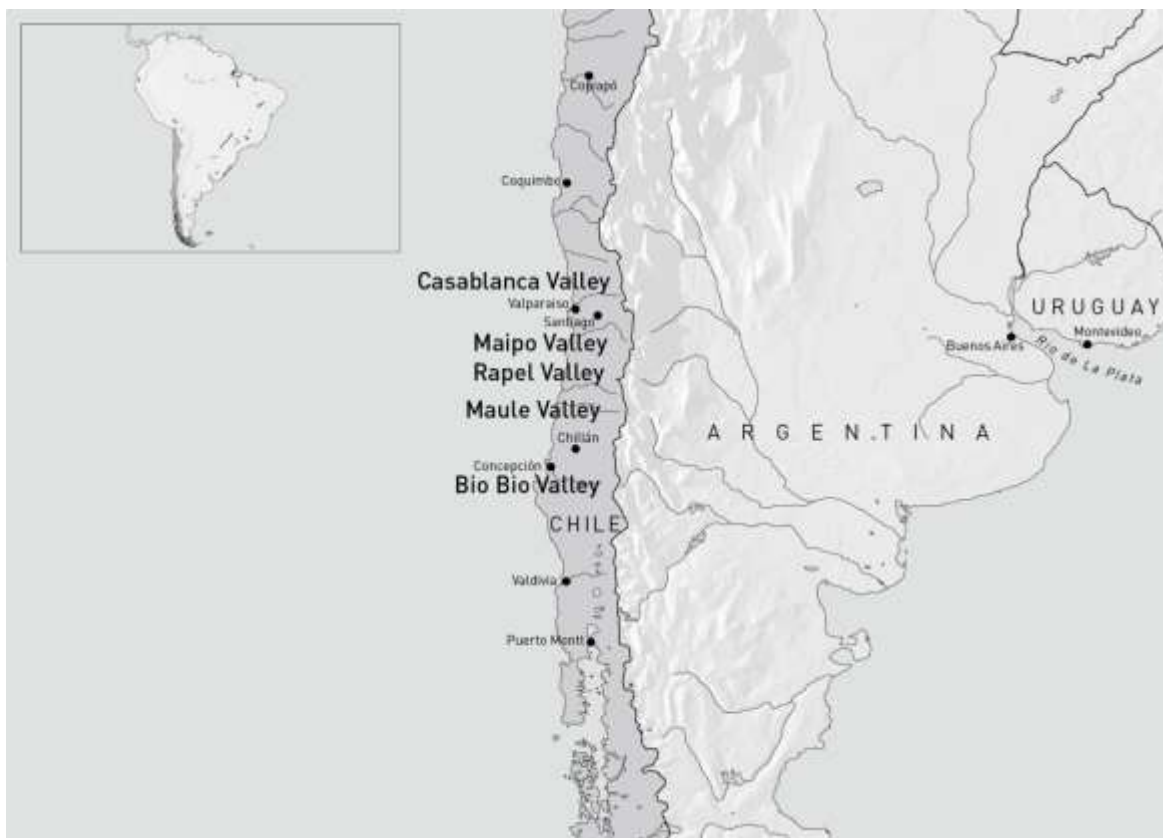 Copiapó
Coquimbo
Casablanca Valley
Valparaiso
Santiago
URUGUAY
Montevideo
Buenos Aires
Rio de La Plata
Maipo Valley
Rapel Valley
Maule Valley
ARGENTINA
Chillán
Concepción
Bio Bio Valley
CHILE
Valdivia
Puerto Montt